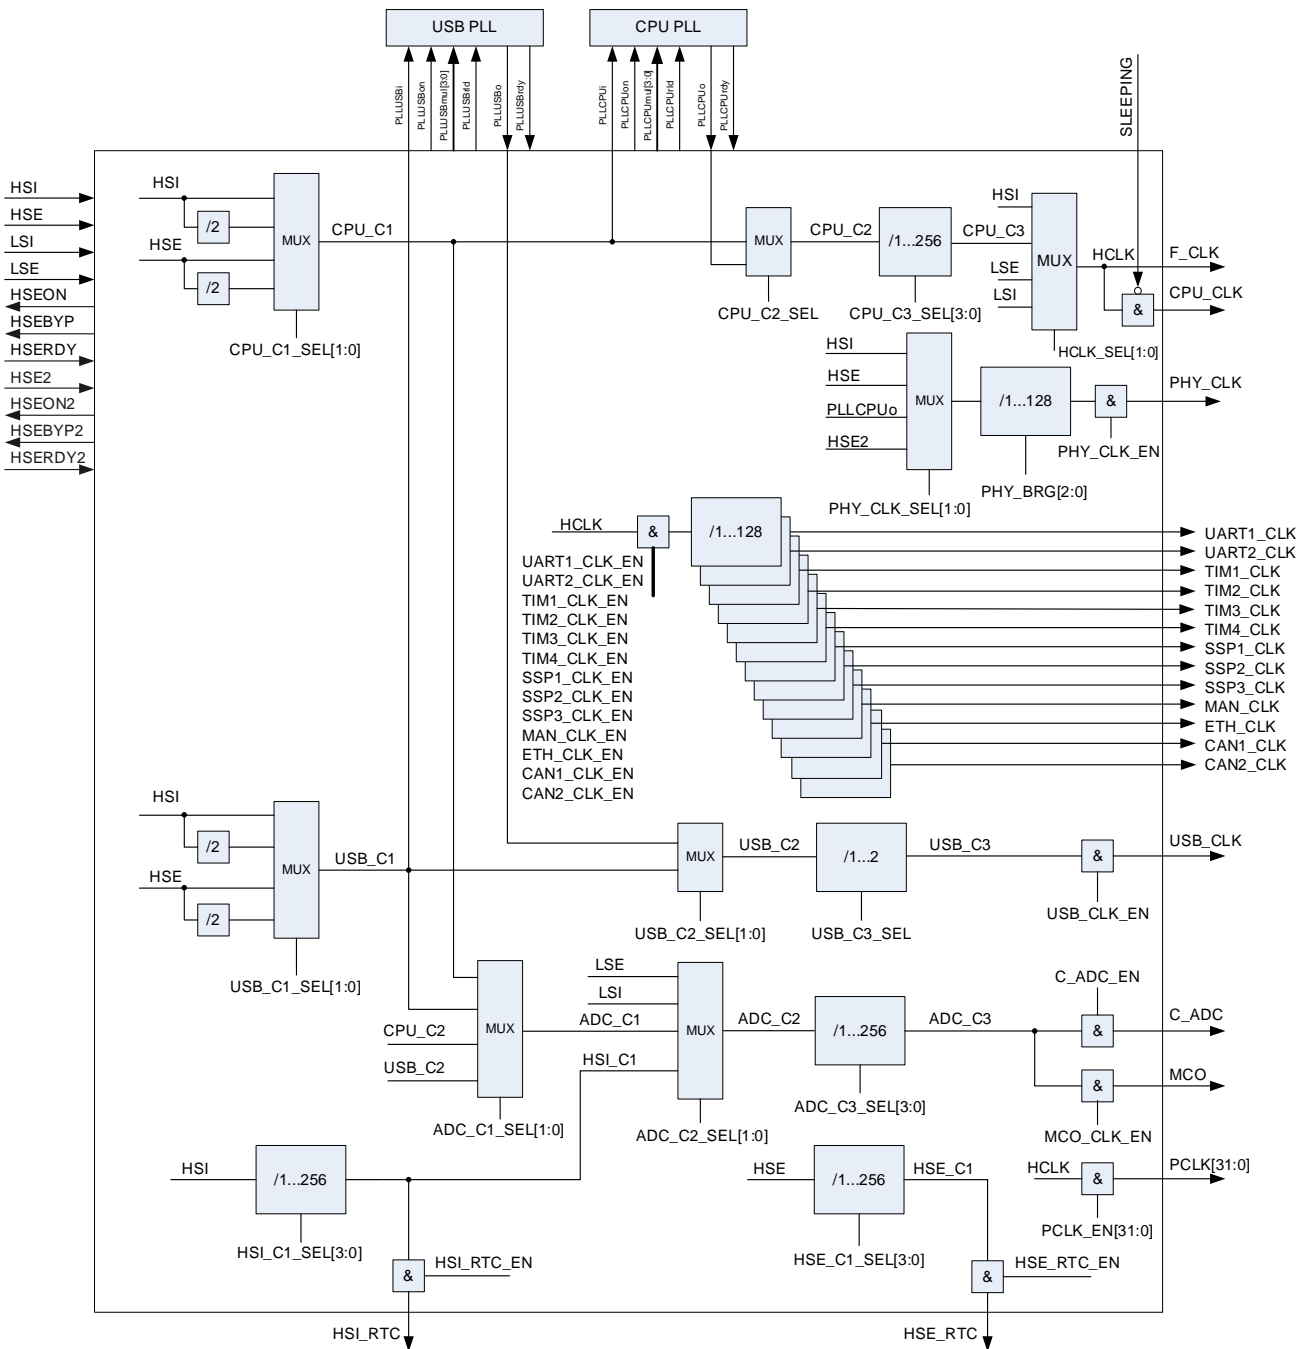 USB PLL
CPU PLL
PLLUSBi
PLLUSBon
PLLUSBmul[3:0]
PLLUSBrld
PLLUSBo
PLLUSBrdy
PLLCPUi
PLLCPUon
PLLCPUmul[3:0]
PLLCPUrld
PLLCPUo
PLLCPUrdy
SLEEPING
HSI
HSE
LSI
LSE
HSEON
HSEBYP
HSERDY
HSE2
HSEON2
HSEBYP2
HSERDY2
HSI
/2
HSE
/2
MUX
CPU_C1
CPU_C1_SEL[1:0]
MUX
CPU_C2
CPU_C2_SEL
/1...256
CPU_C3
CPU_C3_SEL[3:0]
HSI
LSE
LSI
MUX
HCLK
HCLK_SEL[1:0]
&
F_CLK
CPU_CLK
HSI
HSE
PLLCPUo
HSE2
MUX
PHY_CLK_SEL[1:0]
/1...128
PHY_BRG[2:0]
&
PHY_CLK_EN
PHY_CLK
HCLK
&
/1...128
UART1_CLK_EN
UART2_CLK_EN
TIM1_CLK_EN
TIM2_CLK_EN
TIM3_CLK_EN
TIM4_CLK_EN
SSP1_CLK_EN
SSP2_CLK_EN
SSP3_CLK_EN
MAN_CLK_EN
ETH_CLK_EN
CAN1_CLK_EN
CAN2_CLK_EN
UART1_CLK
UART2_CLK
TIM1_CLK
TIM2_CLK
TIM3_CLK
TIM4_CLK
SSP1_CLK
SSP2_CLK
SSP3_CLK
MAN_CLK
ETH_CLK
CAN1_CLK
CAN2_CLK
HSI
/2
HSE
/2
MUX
USB_C1
USB_C1_SEL[1:0]
MUX
USB_C2
USB_C2_SEL[1:0]
/1...2
USB_C3
USB_C3_SEL
&
USB_CLK_EN
USB_CLK
CPU_C2
USB_C2
MUX
ADC_C1
ADC_C1_SEL[1:0]
LSE
LSI
HSI_C1
MUX
ADC_C2
ADC_C2_SEL[1:0]
/1...256
ADC_C3
ADC_C3_SEL[3:0]
C_ADC_EN
&
C_ADC
&
MCO
MCO_CLK_EN
HSI
/1...256
HSI_C1_SEL[3:0]
&
HSI_RTC_EN
HSI_RTC
HSE
/1...256
HSE_C1
HSE_C1_SEL[3:0]
&
HSE_RTC_EN
HSE_RTC
HCLK
&
PCLK[31:0]
PCLK_EN[31:0]